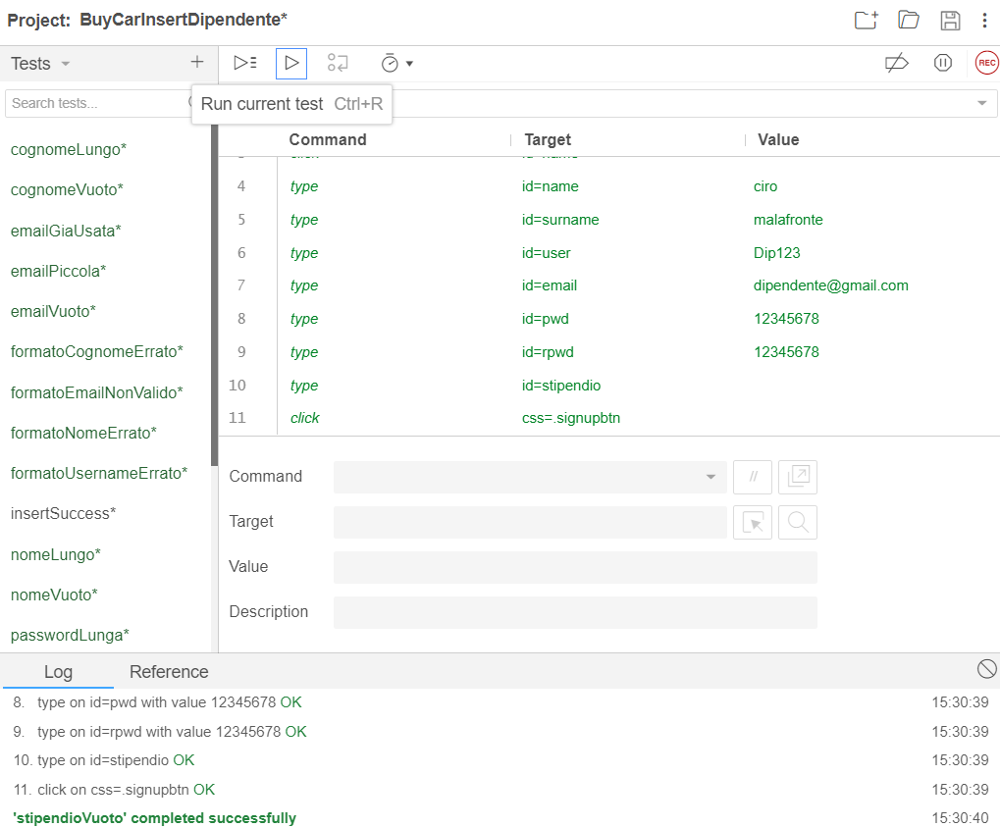 Project: BuyCarInsertDipendente*
Tests
+
REC
Search tests...
Run current test Ctrl+R
Command Target Value
cognomeLungo*
cognomeVuoto*
emailGiaUsata*
emailPiccola*
emailVuoto*
formatoCognomeErrato*
formatoEmailNonValido*
formatoNomeErrato*
formatoUsernameErrato*
insertSuccess*
nomeLungo*
nomeVuoto*
passwordLunga*
3 click id=name
4 type id=name ciro
5 type id=surname malafronte
6 type id=user Dip123
7 type id=email dipendente@gmail.com
8 type id=pwd 12345678
9 type id=rpwd 12345678
10 type id=stipendio
11 click css=.signupbtn
Command //
Target
Value
Description
Log Reference
8. type on id=pwd with value 12345678 OK 15:30:39
9. type on id=rpwd with value 12345678 OK 15:30:39
10. type on id=stipendio OK 15:30:39
11. click on css=.signupbtn OK 15:30:39
'stipendioVuoto' completed successfully 15:30:40